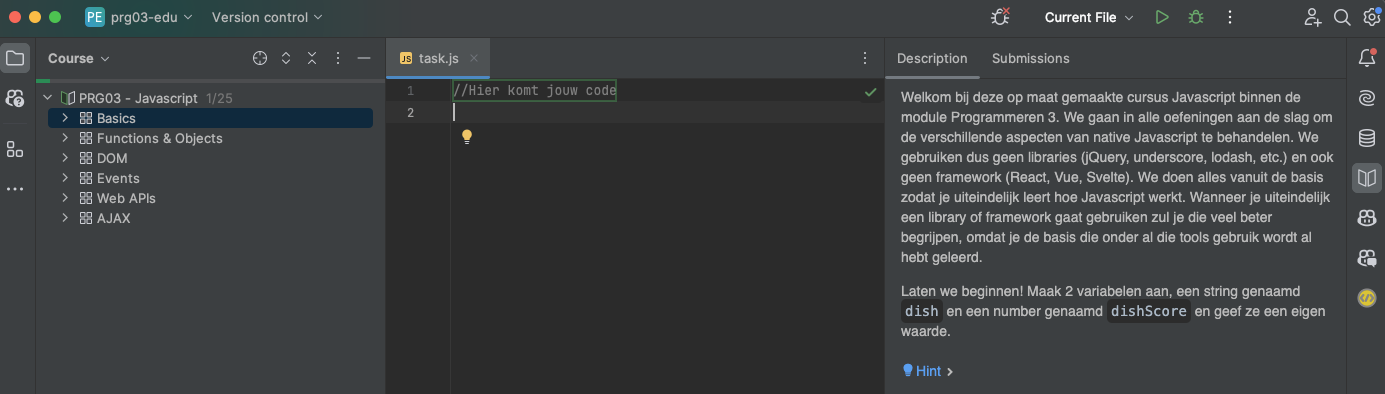 PE prg03-edu Version control Current File
Course
PRG03 - Javascript 1/25
Basics
Functions & Objects
DOM
Events
Web APIs
AJAX
JS task.js
1 //Hier komt jouw code
2
Description Submissions
Welkom bij deze op maat gemaakte cursus Javascript binnen de
module Programmeren 3. We gaan in alle oefeningen aan de slag om
de verschillende aspecten van native Javascript te behandelen. We
gebruiken dus geen libraries (jQuery, underscore, lodash, etc.) en ook
geen framework (React, Vue, Svelte). We doen alles vanuit de basis
zodat je uiteindelijk leert hoe Javascript werkt. Wanneer je uiteindelijk
een library of framework gaat gebruiken zul je die veel beter
begrijpen, omdat je de basis die onder al die tools gebruik wordt al
hebt geleerd.
Laten we beginnen! Maak 2 variabelen aan, een string genaamd
dish en een number genaamd dishScore en geef ze een eigen
waarde.
Hint